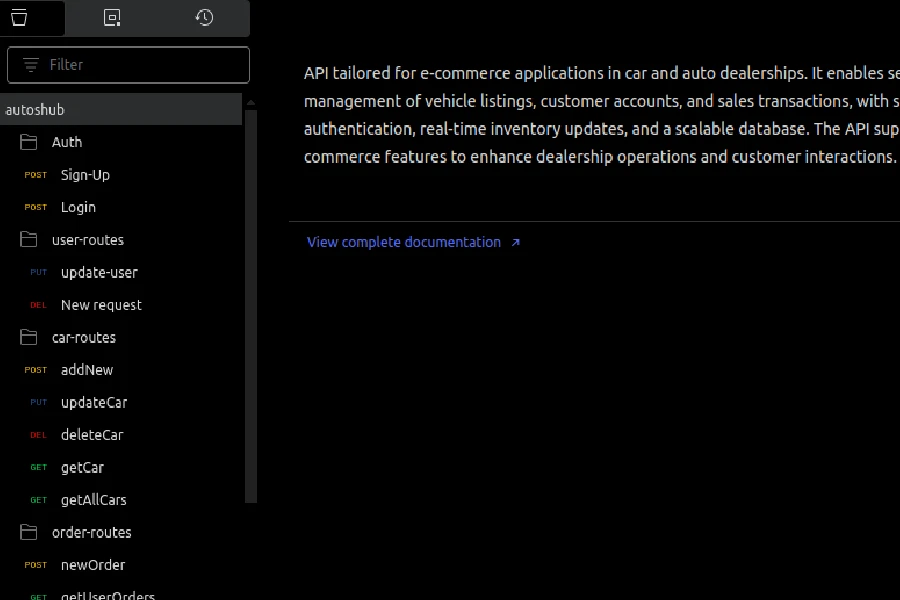 Filter
autoshub
Auth
POST Sign-Up
POST Login
user-routes
PUT update-user
DEL New request
car-routes
POST addNew
PUT updateCar
DEL deleteCar
GET getCar
GET getAllCars
order-routes
POST newOrder
GET getUserOrders
API tailored for e-commerce applications in car and auto dealerships. It enables
management of vehicle listings, customer accounts, and sales transactions, with
authentication, real-time inventory updates, and a scalable database. The API
commerce features to enhance dealership operations and customer interactions.
View complete documentation